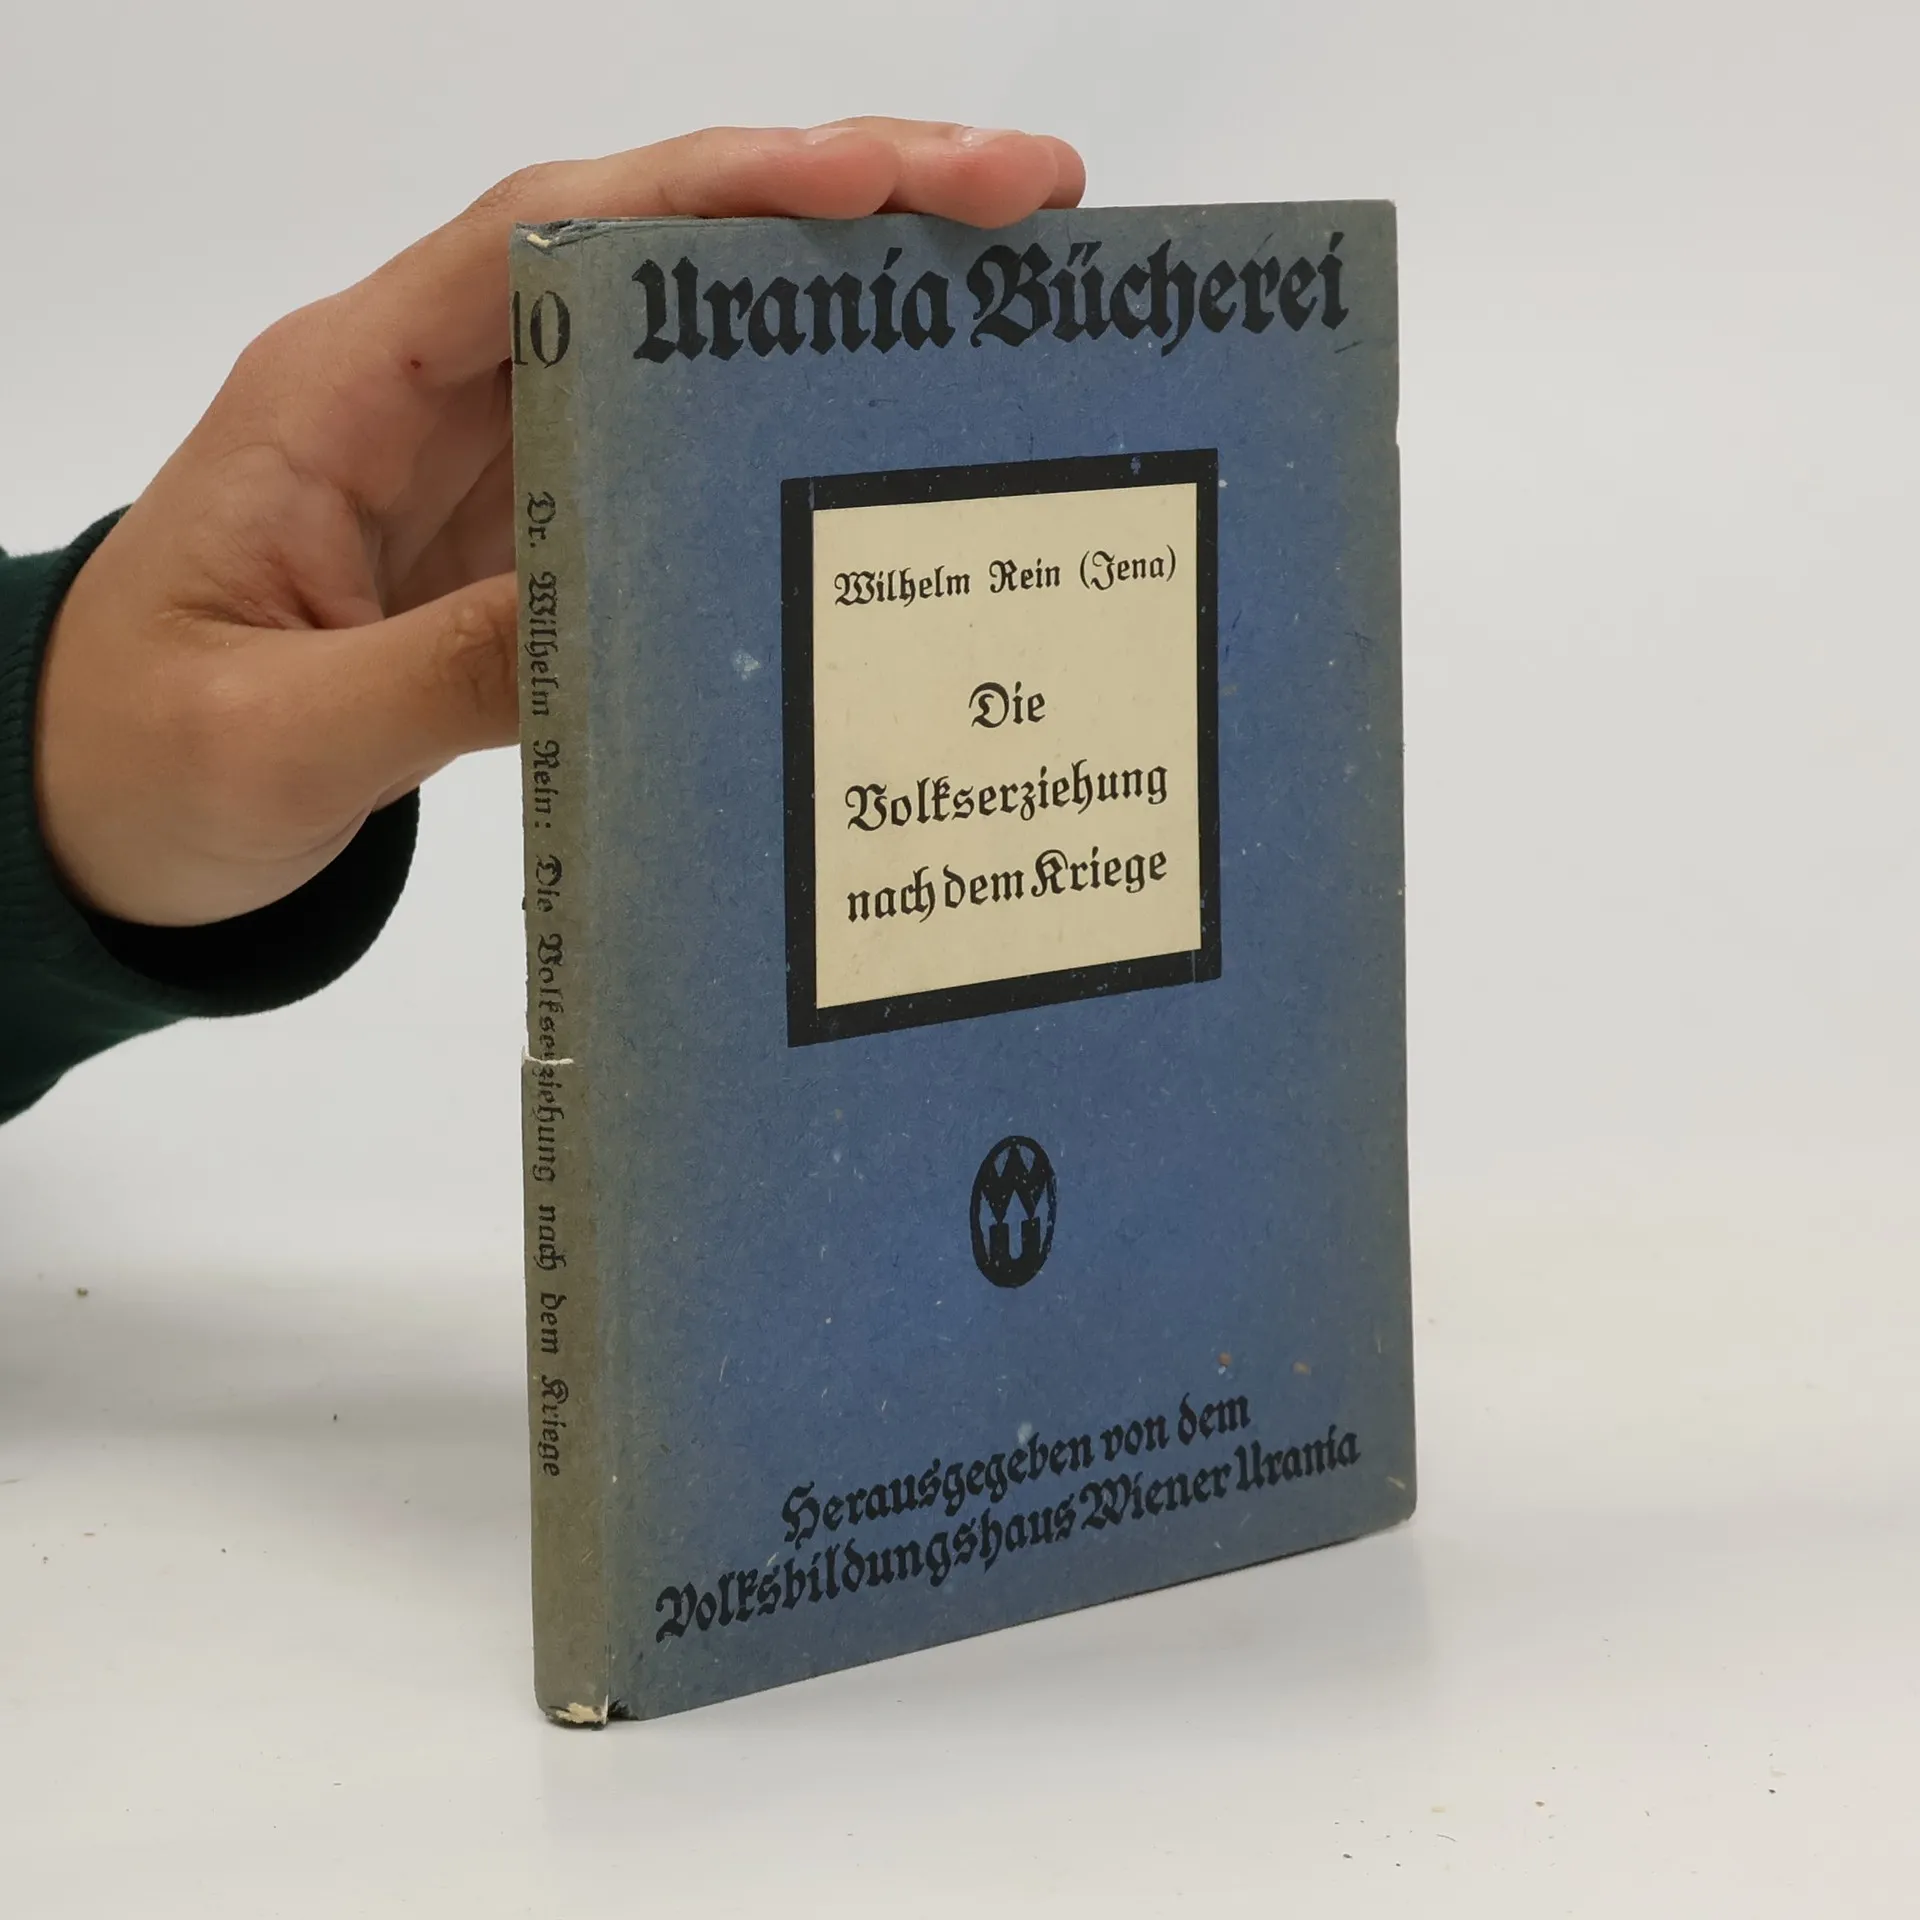 Urania Bücherei
Wilhelm Rein (Jena)
Die
Volkserziehung
nach dem Kriege
WU
Herausgegeben von dem
Volksbildungshaus Wiener Urania
10
Dr. Wilhelm Rein: Die Volkserziehung nach dem Kriege